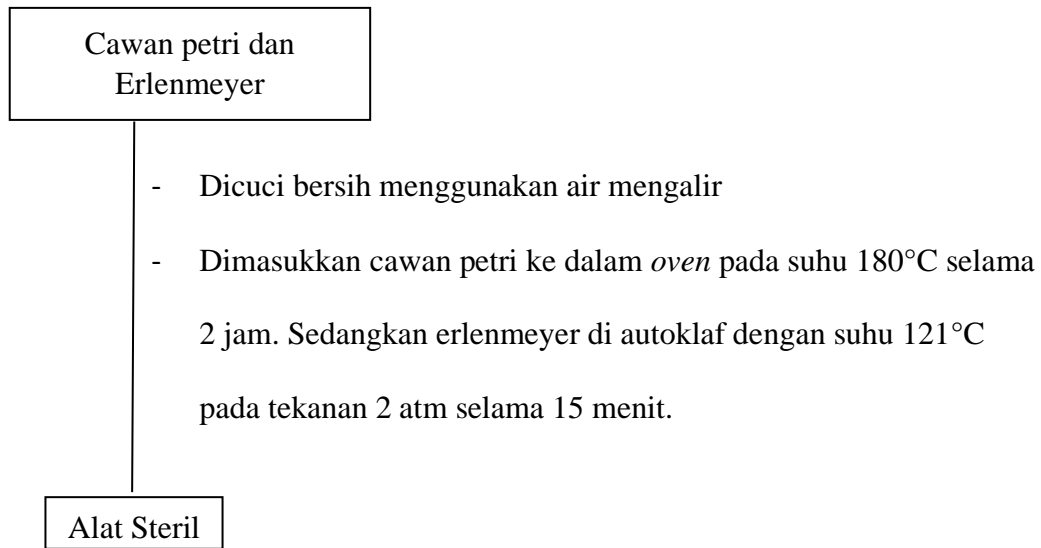 Cawan petri dan
Erlenmeyer
- Dicuci bersih menggunakan air mengalir
- Dimasukkan cawan petri ke dalam oven pada suhu 180°C selama
2 jam. Sedangkan erlenmeyer di autoklaf dengan suhu 121°C
pada tekanan 2 atm selama 15 menit.
Alat Steril